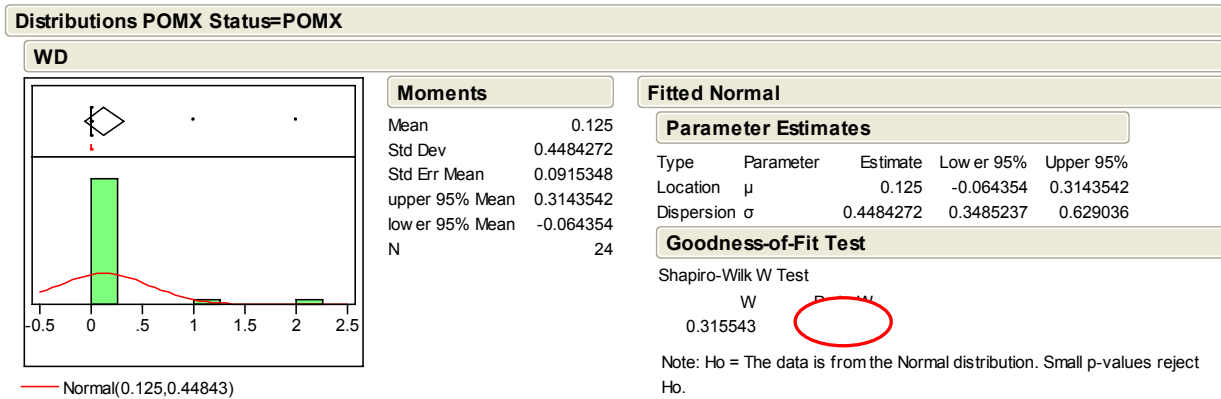 Distributions POMX Status=POMX
WD
-0.5 0 .5 1 1.5 2 2.5
Normal(0.125,0.44843)
Moments
Mean 0.125
Std Dev 0.4484272
Std Err Mean 0.0915348
upper 95% Mean 0.3143542
lower 95% Mean -0.064354
N 24
Fitted Normal
Parameter Estimates
Type Parameter Estimate Lower 95% Upper 95%
Location μ 0.125 -0.064354 0.3143542
Dispersion σ 0.4484272 0.3485237 0.629036
Goodness-of-Fit Test
Shapiro-Wilk W Test
W
0.315543
Note: Ho = The data is from the Normal distribution. Small p-values reject
Ho.